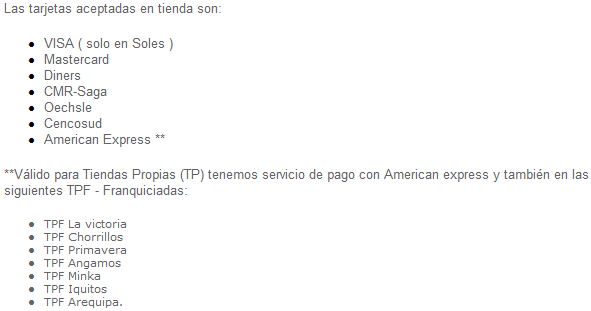 Las tarjetas aceptadas en tienda son:
VISA ( solo en Soles )
Mastercard
Diners
CMR-Saga
Oechsle
Cencosud
American Express **
**Válido para Tiendas Propias (TP) tenemos servicio de pago con American express y también en las
siguientes TPF - Franquiciadas:
TPF La victoria
TPF Chorrillos
TPF Primavera
TPF Angamos
TPF Minka
TPF Iquitos
TPF Arequipa.